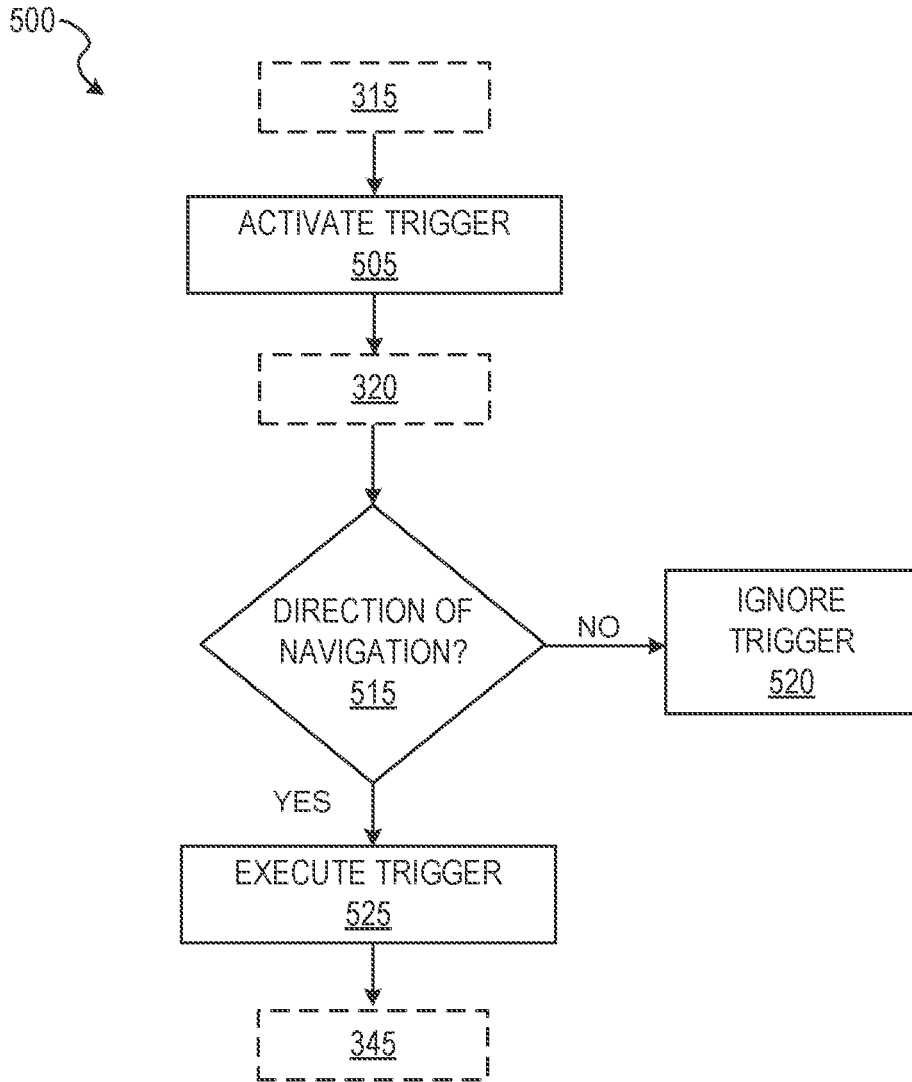 500
315
ACTIVATE TRIGGER
505
320
DIRECTION OF
NAVIGATION?
515
NO
IGNORE
TRIGGER
520
YES
EXECUTE TRIGGER
525
345